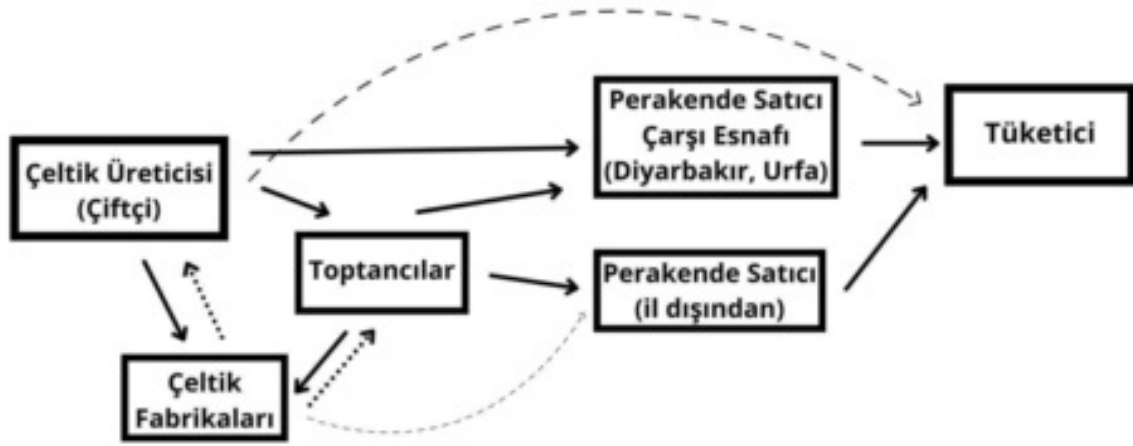 Çeltik Üreticisi
(Çiftçi)
Toptancılar
Çeltik
Fabrikaları
Perakende Satıcı
Çarşı Esnafı
(Diyarbakır, Urfa)
Perakende Satıcı
(il dışından)
Tüketici